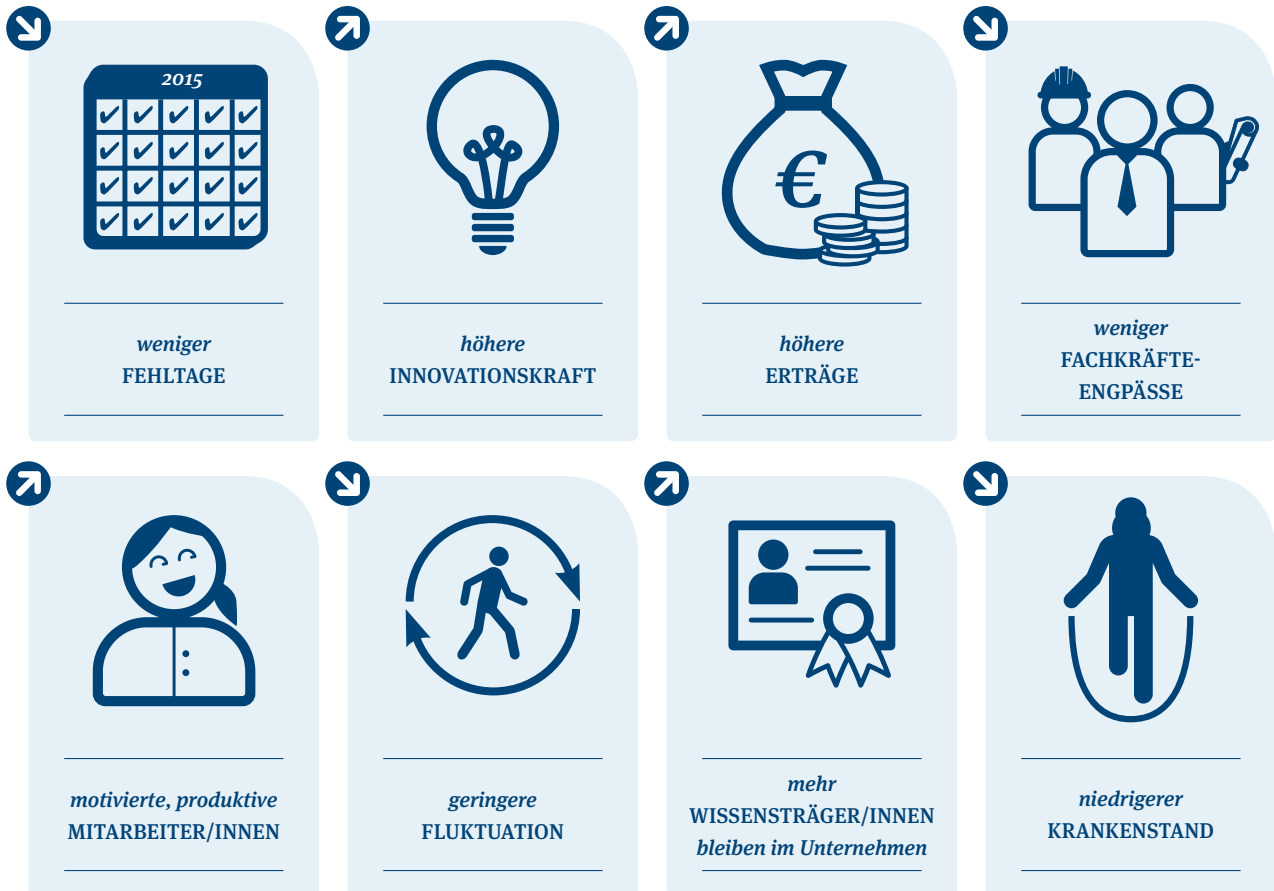 2015
weniger
FEHLTAGE
höhere
INNOVATIONSKRAFT
€
höhere
ERTRÄGE
weniger
FACHKRÄFTE-
ENGPÄSSE
motivierte, produktive
MITARBEITER/INNEN
geringere
FLUKTUATION
mehr
WISSENSTRÄGER/INNEN
bleiben im Unternehmen
niedrigerer
KRANKENSTAND